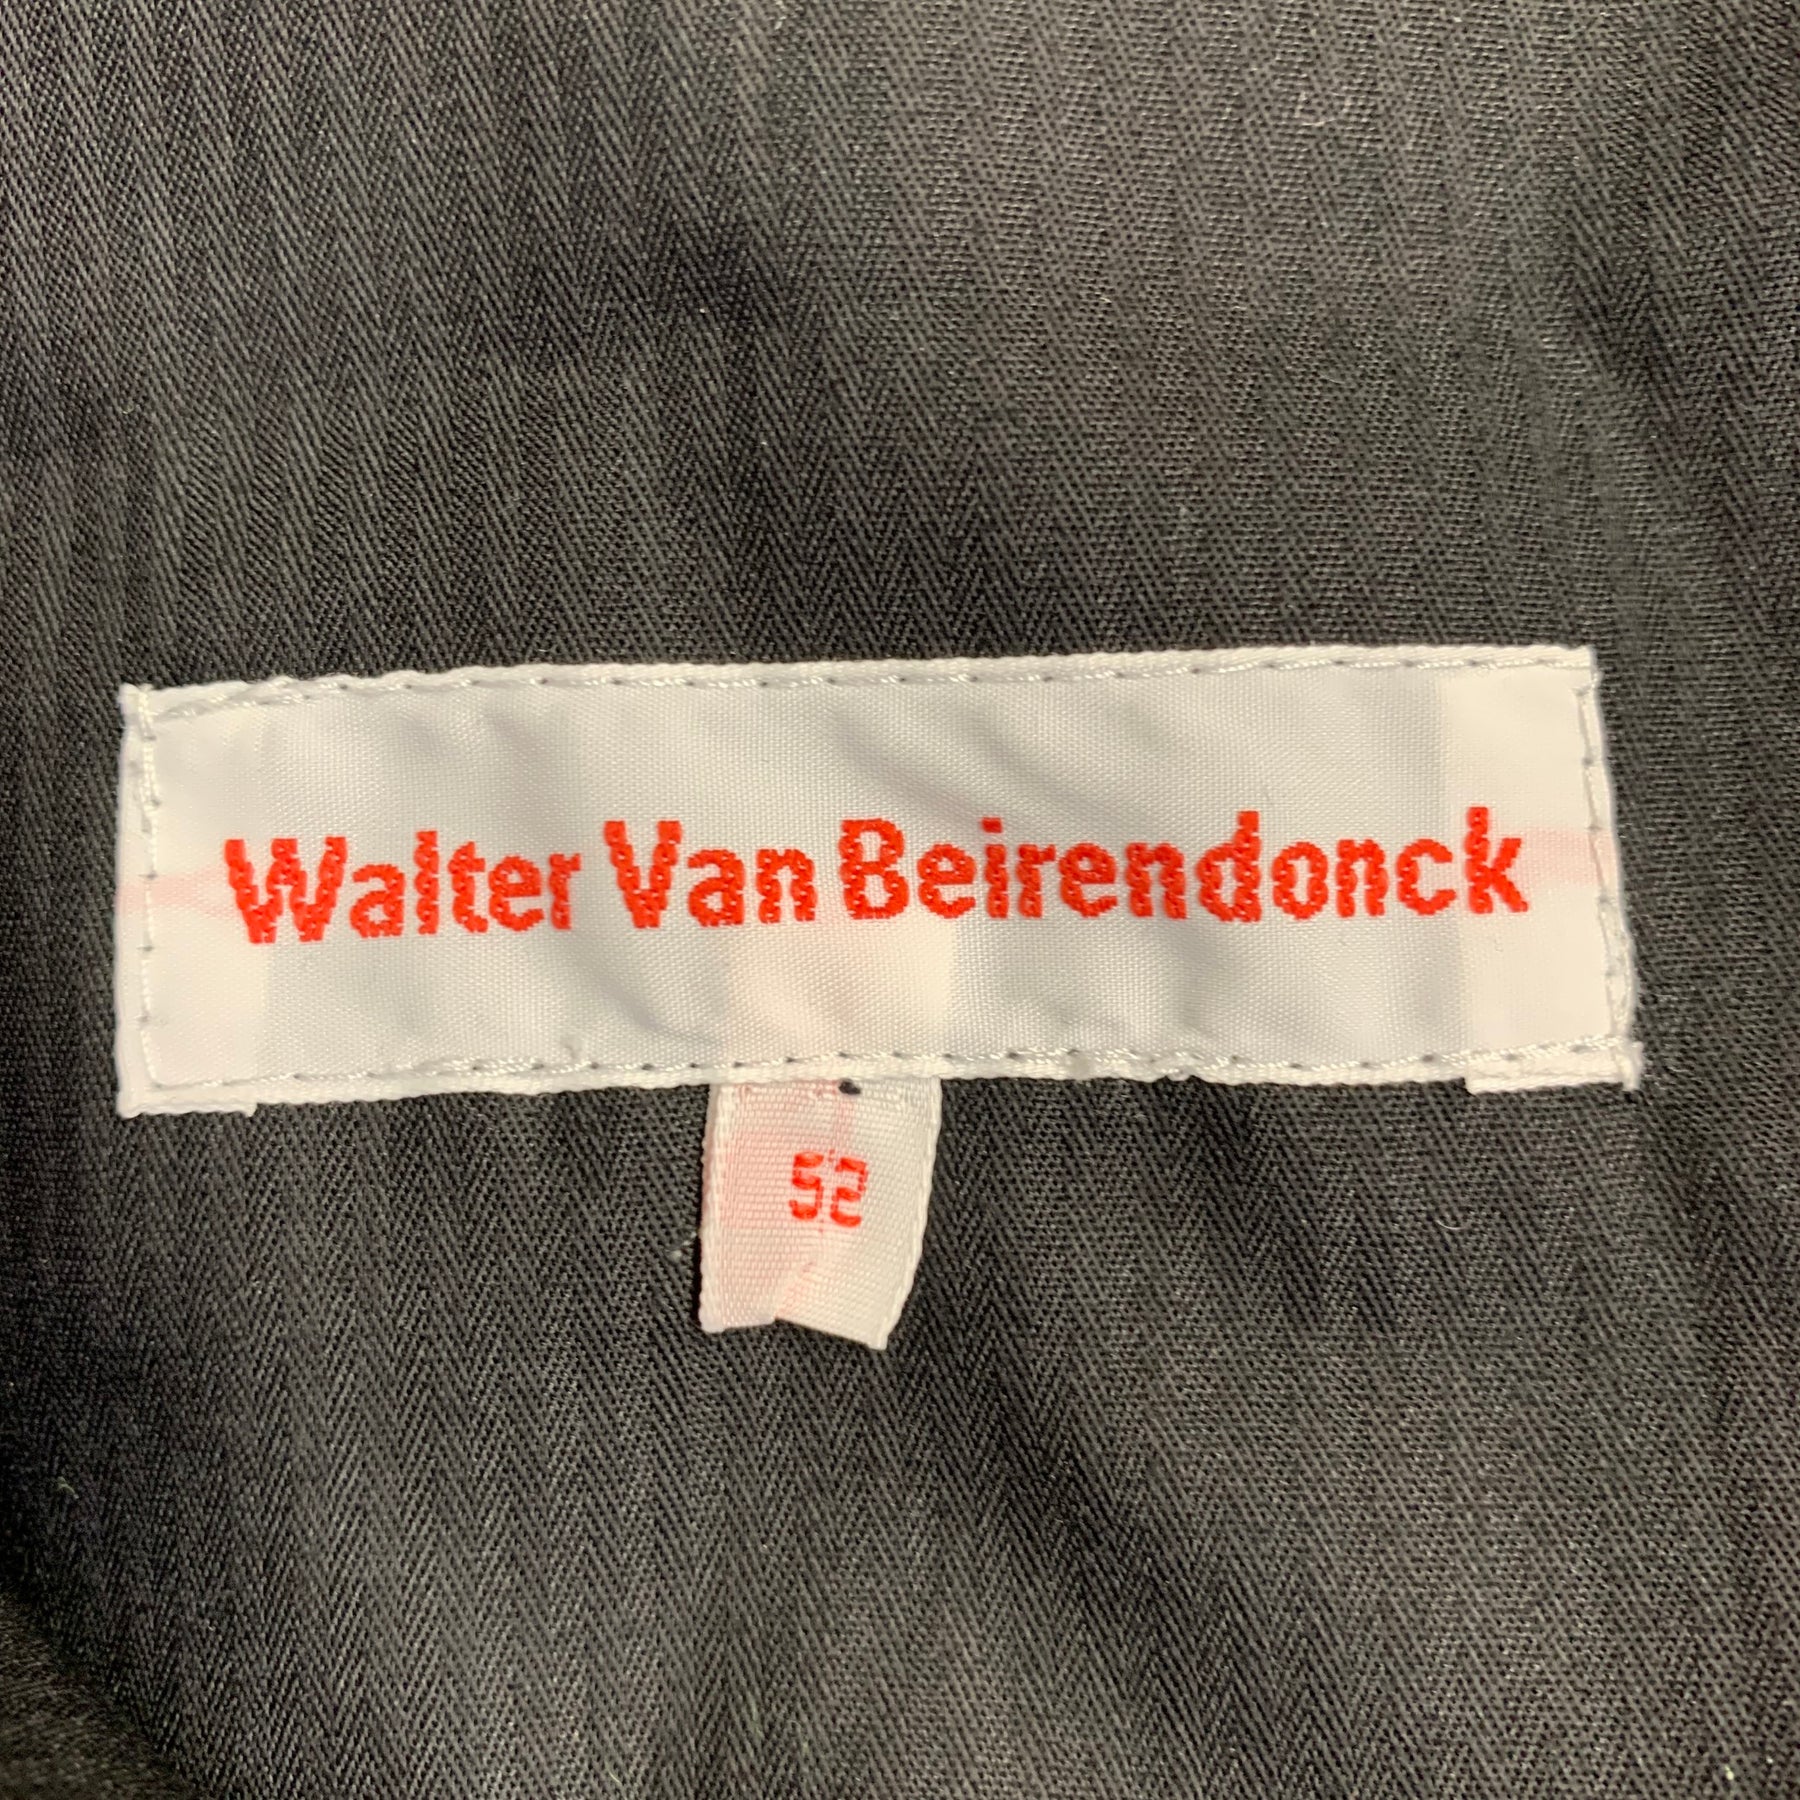 Walter Van Beirendonck
52